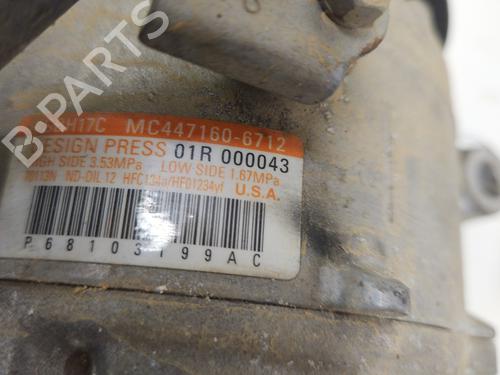 H17C MC447160-6712
DESIGN PRESS 01R 000043
HIGH SIDE 3.53MPa LOW SIDE 1.67MPa
ND-OIL 12 HFC134a/HFO1234yf U.S.A.
P68103199AC